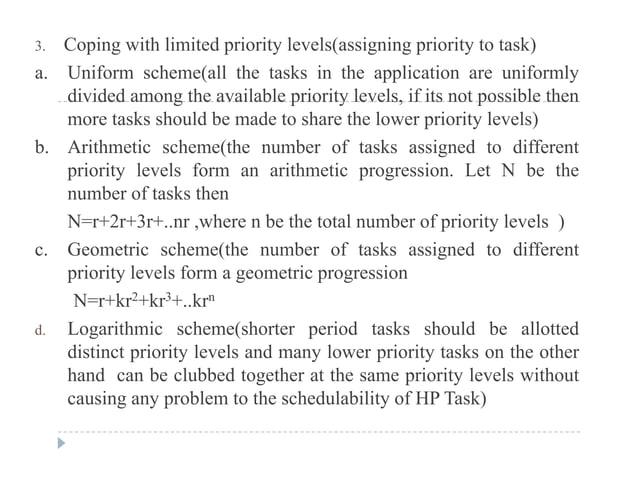 3. Coping with limited priority levels(assigning priority to task)
a. Uniform scheme(all the tasks in the application are uniformly
divided among the available priority levels, if its not possible then
more tasks should be made to share the lower priority levels)
b. Arithmetic scheme(the number of tasks assigned to different
priority levels form an arithmetic progression. Let N be the
number of tasks then
N=r+2r+3r+..nr ,where n be the total number of priority levels )
c. Geometric scheme(the number of tasks assigned to different
priority levels form a geometric progression
N=r+kr²+kr³+..krⁿ
d. Logarithmic scheme(shorter period tasks should be allotted
distinct priority levels and many lower priority tasks on the other
hand can be clubbed together at the same priority levels without
causing any problem to the schedulability of HP Task)